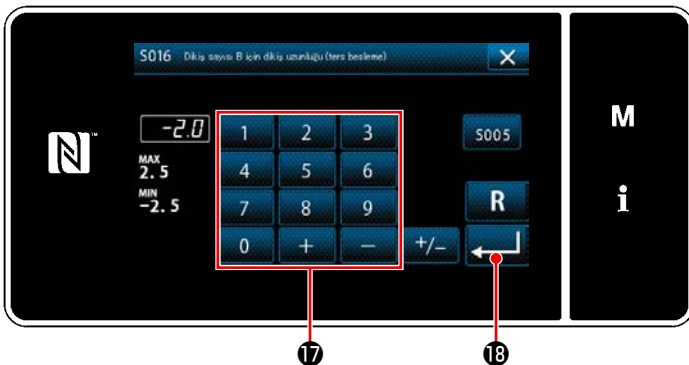 S016 Dikiş sayısı B için dikiş uzunluğu (ters besleme)
-2.0
MAX
2.5
MIN
-2.5
1 2 3
4 5 6
7 8 9
0 + − +/−
S005
R
M
i
⓱ ⓲